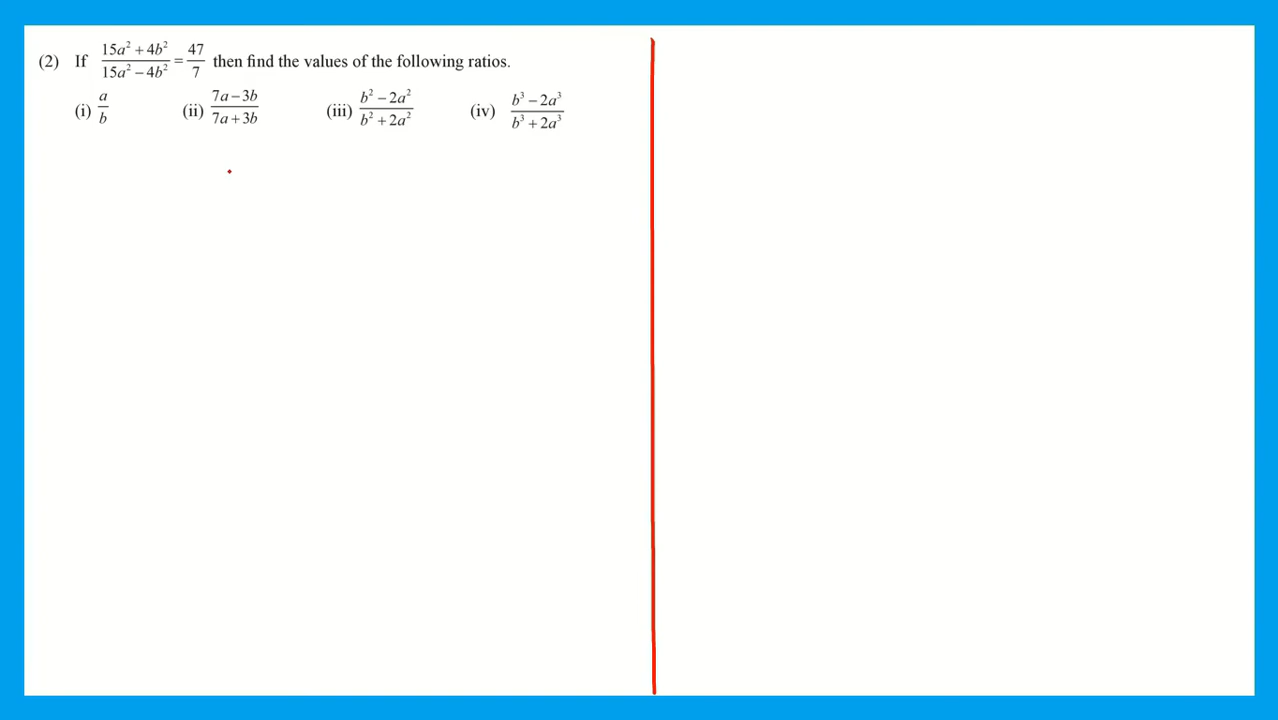 (2) If (15a² + 4b²)/(15a² − 4b²) = 47/7 then find the values of the following ratios.
(i) a/b (ii) (7a − 3b)/(7a + 3b) (iii) (b² − 2a²)/(b² + 2a²) (iv) (b³ − 2a³)/(b³ + 2a³)